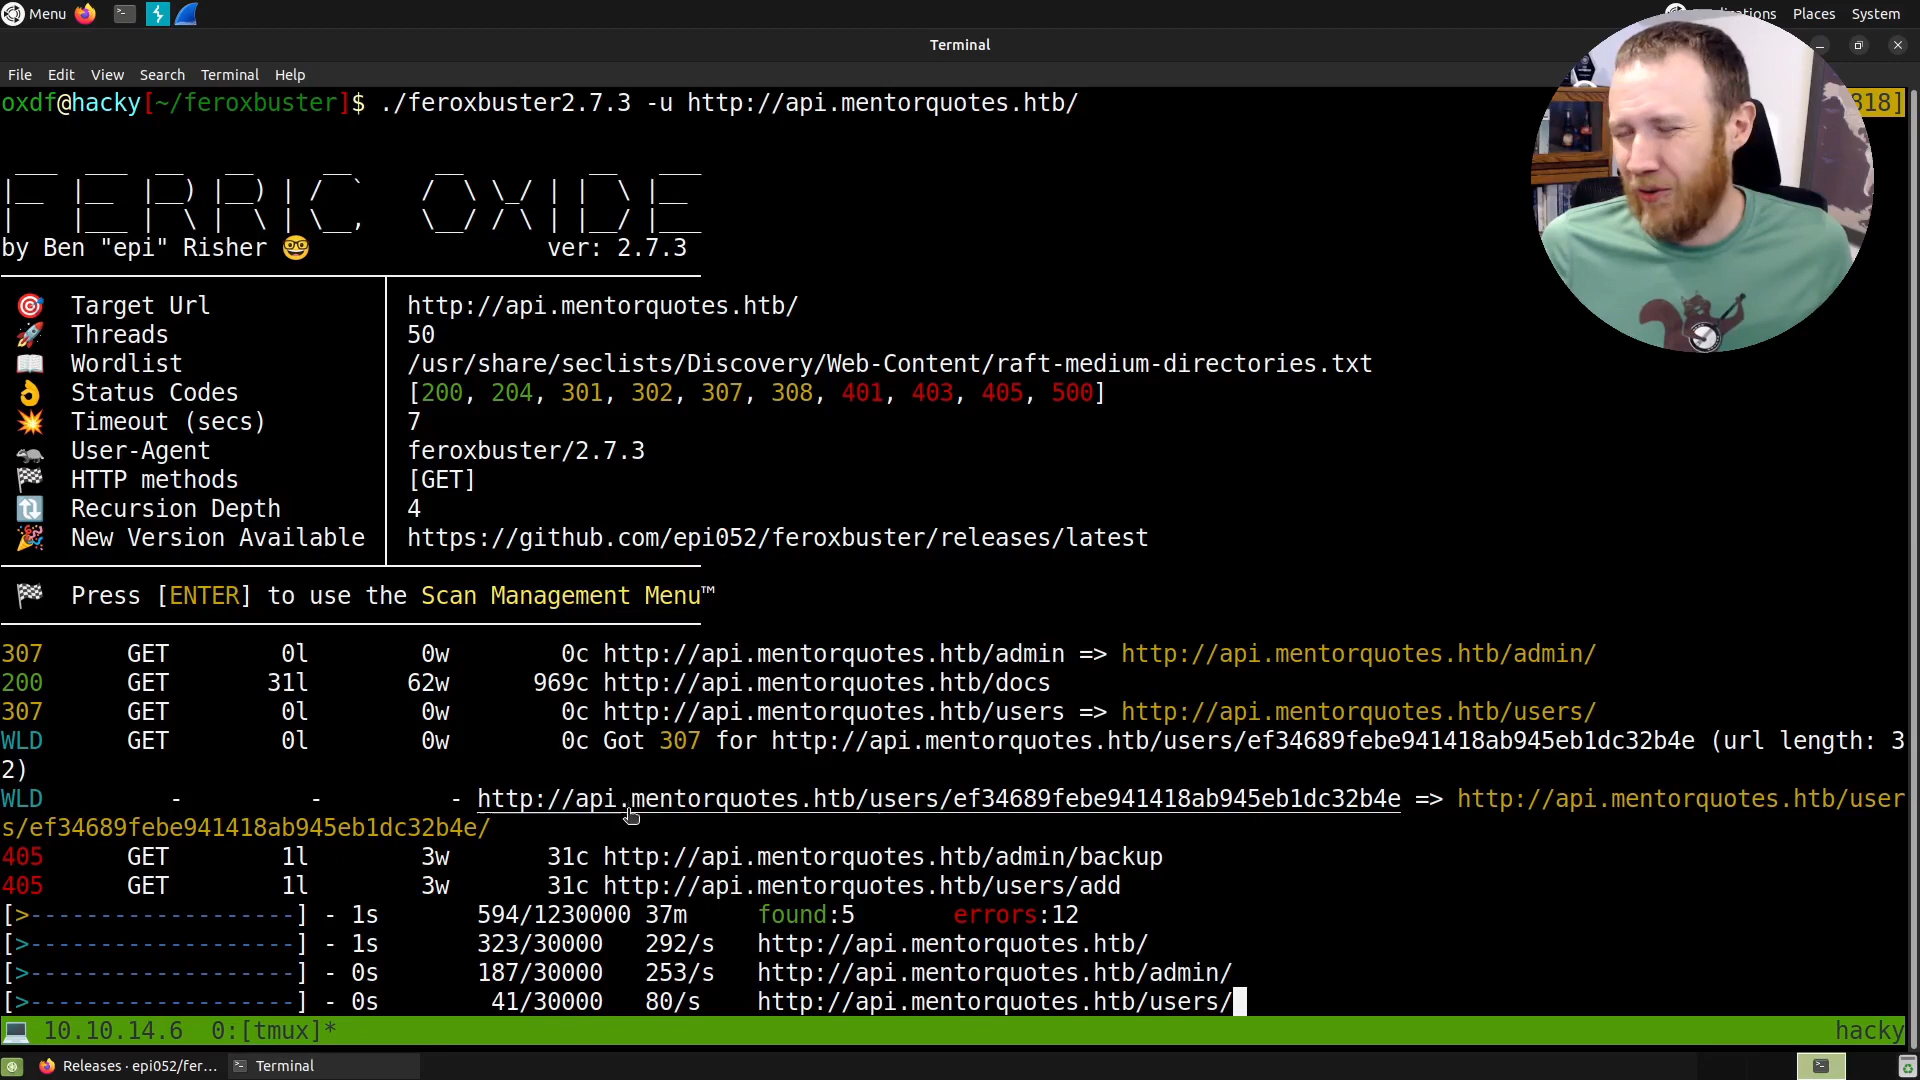 Menu
Applications Places System
Terminal
File Edit View Search Terminal Help
oxdf@hacky[~/feroxbuster]$ ./feroxbuster2.7.3 -u http://api.mentorquotes.htb/
318]
FERRIC OXIDE
by Ben "epi" Risher 🤓 ver: 2.7.3
🎯 Target Url http://api.mentorquotes.htb/
🚀 Threads 50
📖 Wordlist /usr/share/seclists/Discovery/Web-Content/raft-medium-directories.txt
👌 Status Codes [200, 204, 301, 302, 307, 308, 401, 403, 405, 500]
💥 Timeout (secs) 7
🦡 User-Agent feroxbuster/2.7.3
🏁 HTTP methods [GET]
🔃 Recursion Depth 4
🎉 New Version Available https://github.com/epi052/feroxbuster/releases/latest
🏁 Press [ENTER] to use the Scan Management Menu™
307 GET 0l 0w 0c http://api.mentorquotes.htb/admin => http://api.mentorquotes.htb/admin/
200 GET 31l 62w 969c http://api.mentorquotes.htb/docs
307 GET 0l 0w 0c http://api.mentorquotes.htb/users => http://api.mentorquotes.htb/users/
WLD GET 0l 0w 0c Got 307 for http://api.mentorquotes.htb/users/ef34689febe941418ab945eb1dc32b4e (url length: 3
2)
WLD - - - http://api.mentorquotes.htb/users/ef34689febe941418ab945eb1dc32b4e => http://api.mentorquotes.htb/user
s/ef34689febe941418ab945eb1dc32b4e/
405 GET 1l 3w 31c http://api.mentorquotes.htb/admin/backup
405 GET 1l 3w 31c http://api.mentorquotes.htb/users/add
[>--------------------] - 1s 594/1230000 37m found:5 errors:12
[>--------------------] - 1s 323/30000 292/s http://api.mentorquotes.htb/
[>--------------------] - 0s 187/30000 253/s http://api.mentorquotes.htb/admin/
[>--------------------] - 0s 41/30000 80/s http://api.mentorquotes.htb/users/
💻 10.10.14.6 0:[tmux]* hacky
Releases · epi052/fer... Terminal